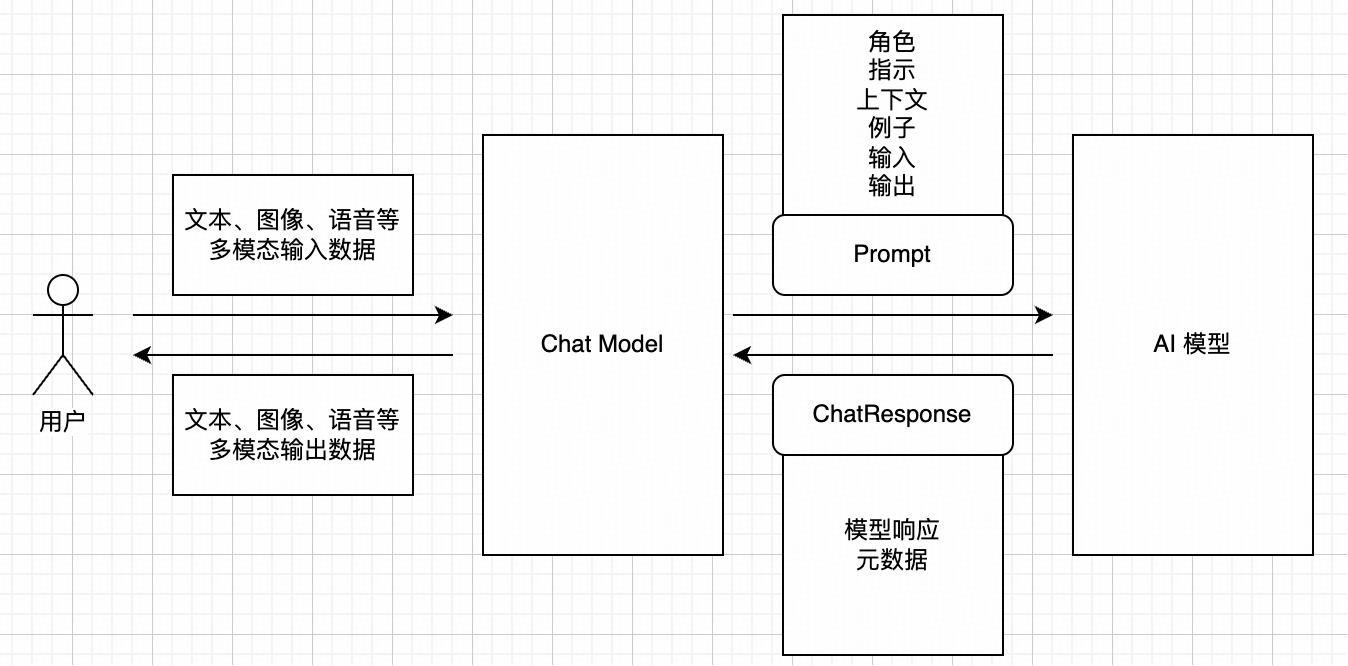 角色
指示
上下文
例子
输入
输出
Prompt
文本、图像、语音等
多模态输入数据
用户
Chat Model
AI 模型
文本、图像、语音等
多模态输出数据
ChatResponse
模型响应
元数据